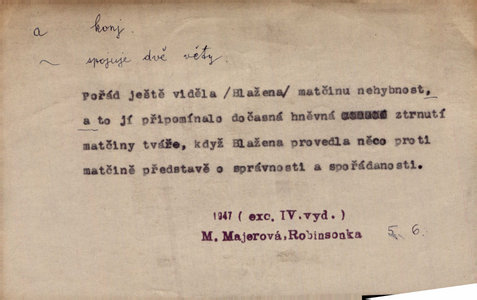 a konj.
~ spojuje dvě věty.
Pořád ještě viděla /Blažena/ matčinu nehybnost,
a to jí připomínalo dočasná hněvná ztrnutí
matčiny tváře, když Blažena provedla něco proti
matčině představě o správnosti a spořádanosti.
1947 ( exc. IV.vyd.)
M. Majerová, Robinsonka 5. 6.